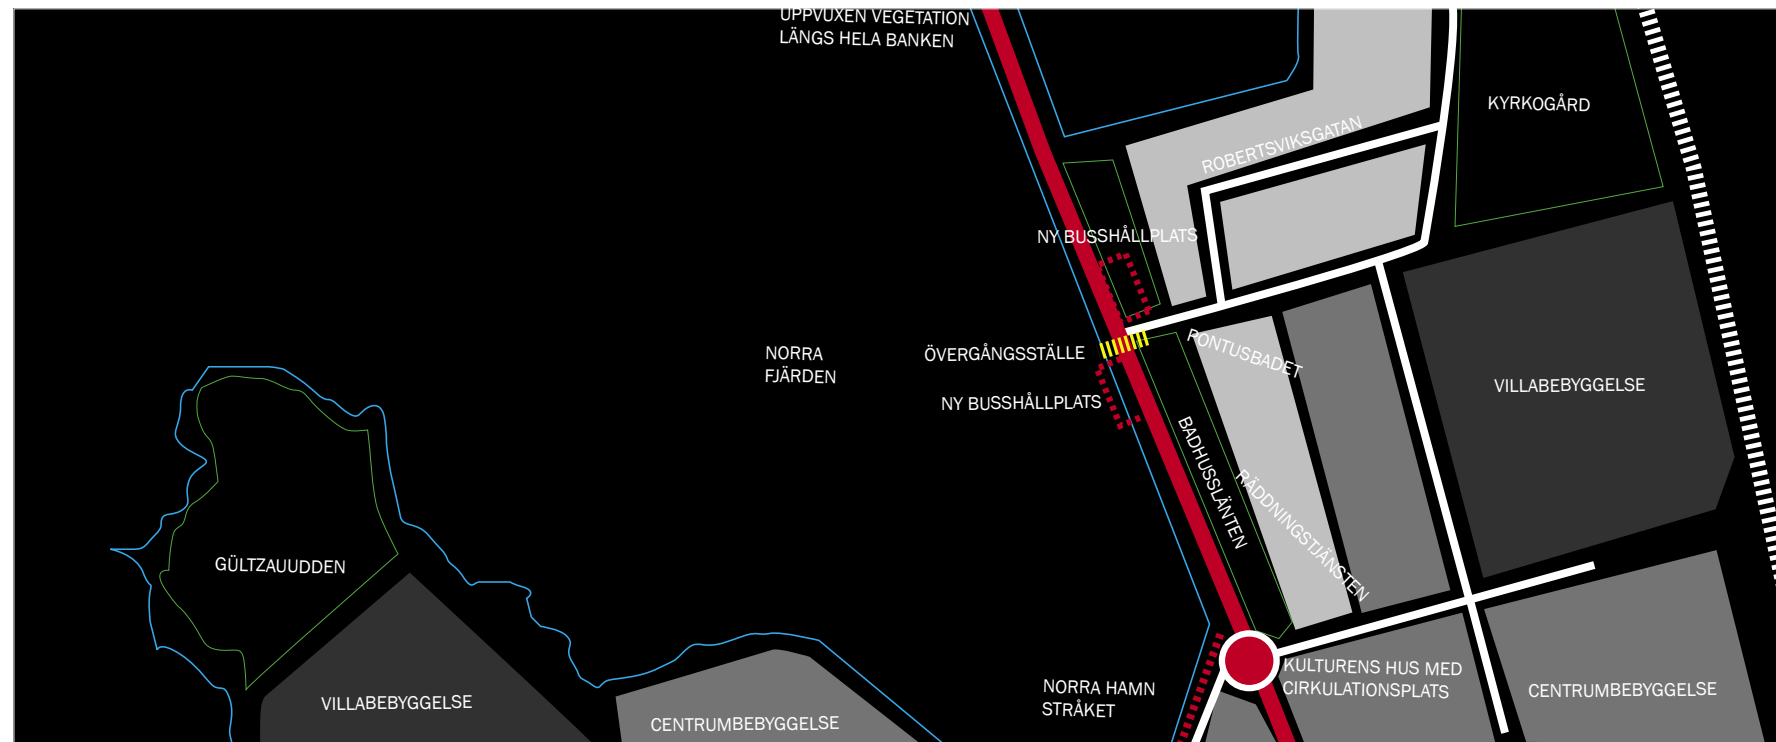 UPPVUXEN VEGETATION
LÄNGS HELA BANKEN
KYRKOGÅRD
ROBERTSVIKSGATAN
NY BUSSHÅLLPLATS
PONTUSBADET
NORRA
FJÄRDEN
ÖVERGÅNGSSTÄLLE
VILLABEBYGGELSE
NY BUSSHÅLLPLATS
BADHUSSLÄNTEN
RÄDDNINGSTJÄNSTEN
GÜLTZAUUDDEN
KULTURENS HUS MED
CIRKULATIONSPLATS
NORRA HAMN
STRÅKET
CENTRUMBEBYGGELSE
VILLABEBYGGELSE
CENTRUMBEBYGGELSE